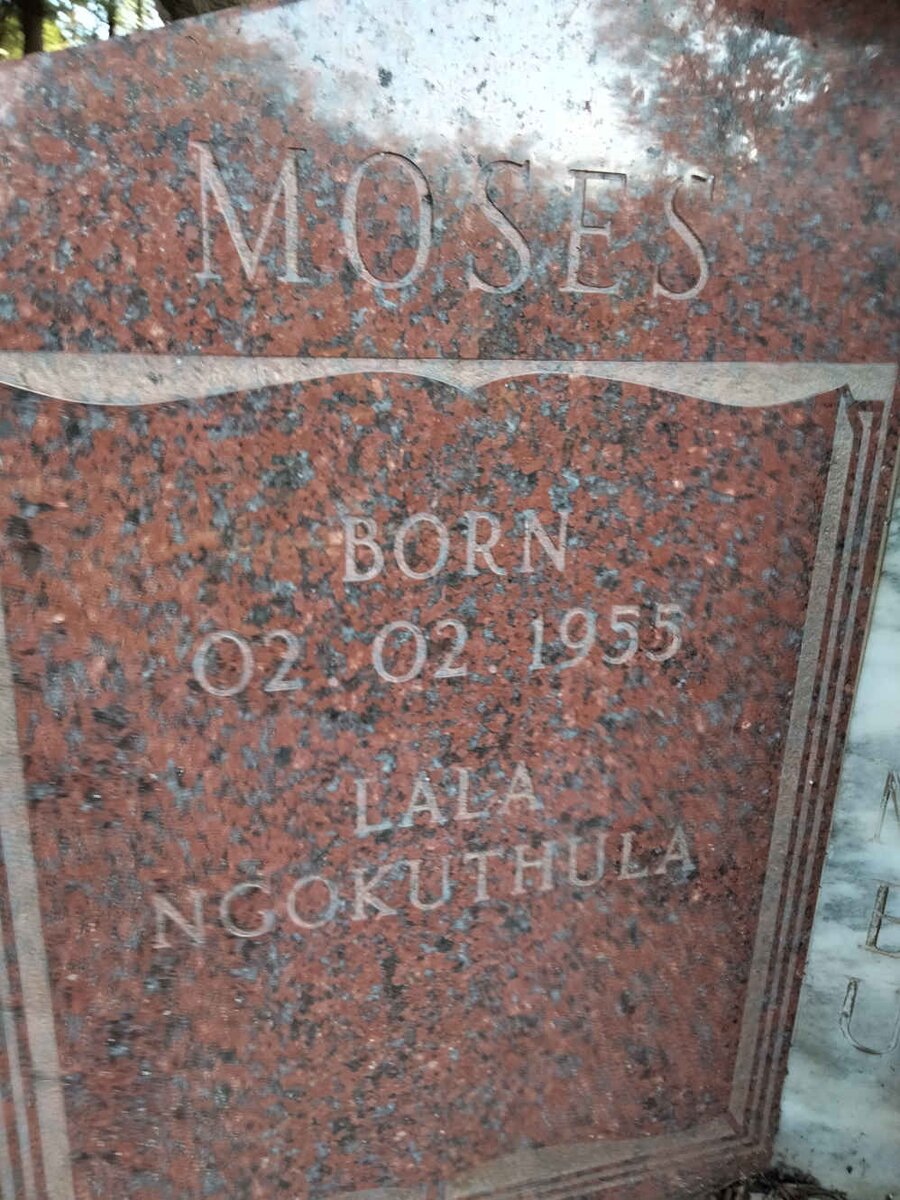 MOSES
BORN
02.02.1955
LALA
NGOKUTHULA